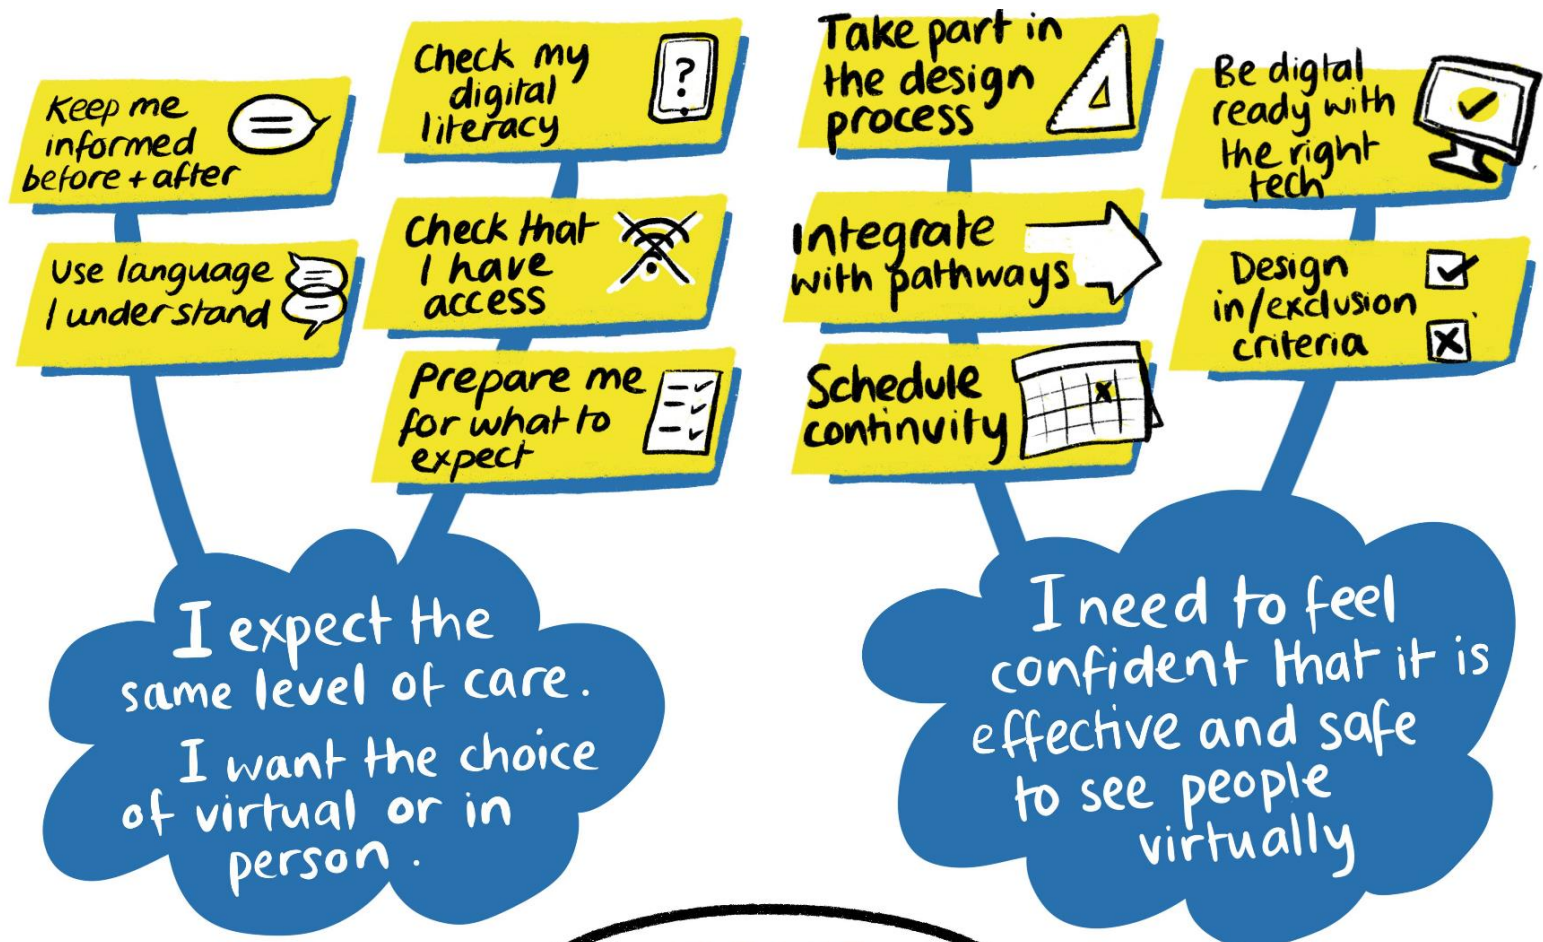 Keep me
informed
before + after
Use language
I understand
Check my
digital
literacy
?
Check that
I have
access
Prepare me
for what to
expect
Take part in
the design
process
Integrate
with pathways
Schedule
continuity
Be digtal
ready with
the right
tech
Design
in/exclusion
criteria
I expect the
same level of care.
I want the choice
of virtual or in
person.
I need to feel
confident that it is
effective and safe
to see people
virtually